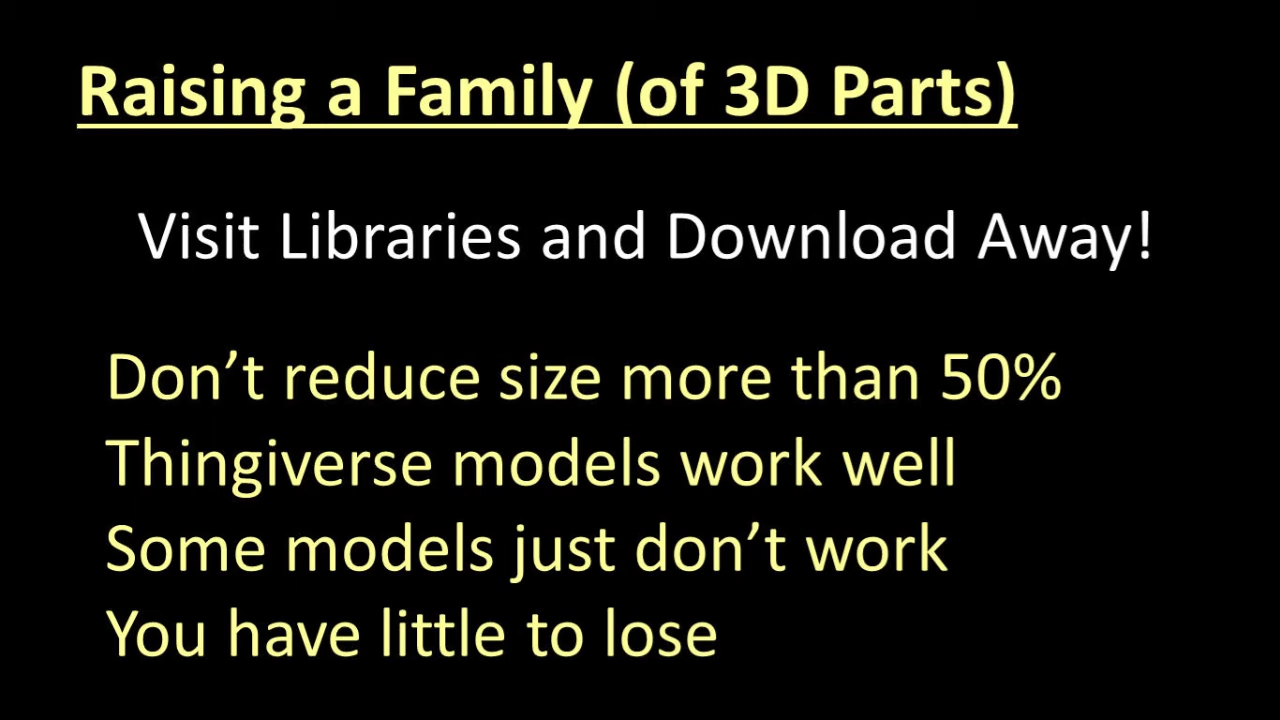 Raising a Family (of 3D Parts)
Visit Libraries and Download Away!
Don’t reduce size more than 50%
Thingiverse models work well
Some models just don’t work
You have little to lose